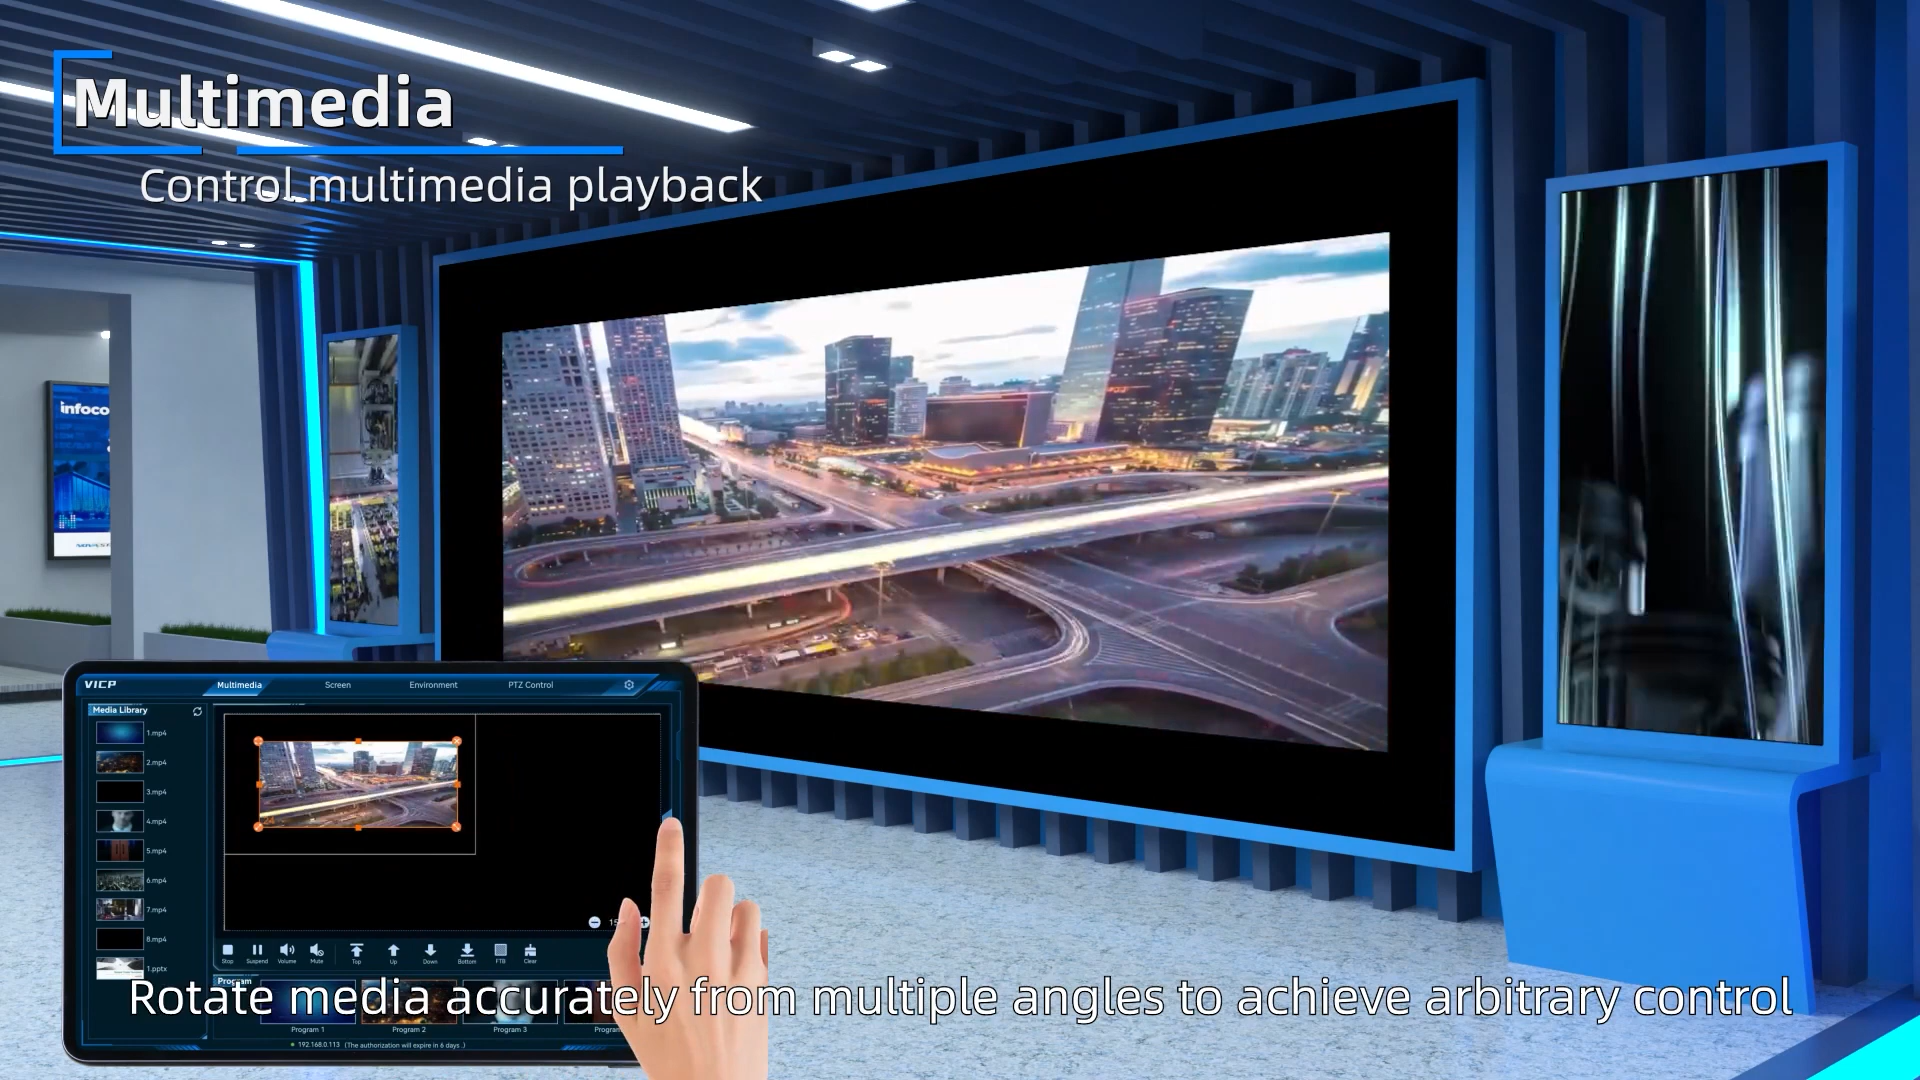 Multimedia
Control multimedia playback
infoco
VICP
Multimedia
Screen
Environment
PTZ Control
Media Library
1.mp4
2.mp4
3.mp4
4.mp4
5.mp4
6.mp4
7.mp4
8.mp4
1.pptx
Stop
Suspend
Volume
Mute
Top
Up
Down
Bottom
FTB
Clear
Program
Rotate media accurately from multiple angles to achieve arbitrary control
Program 1
Program 2
Program 3
Program
192.168.0.113 (The authorization will expire in 6 days .)